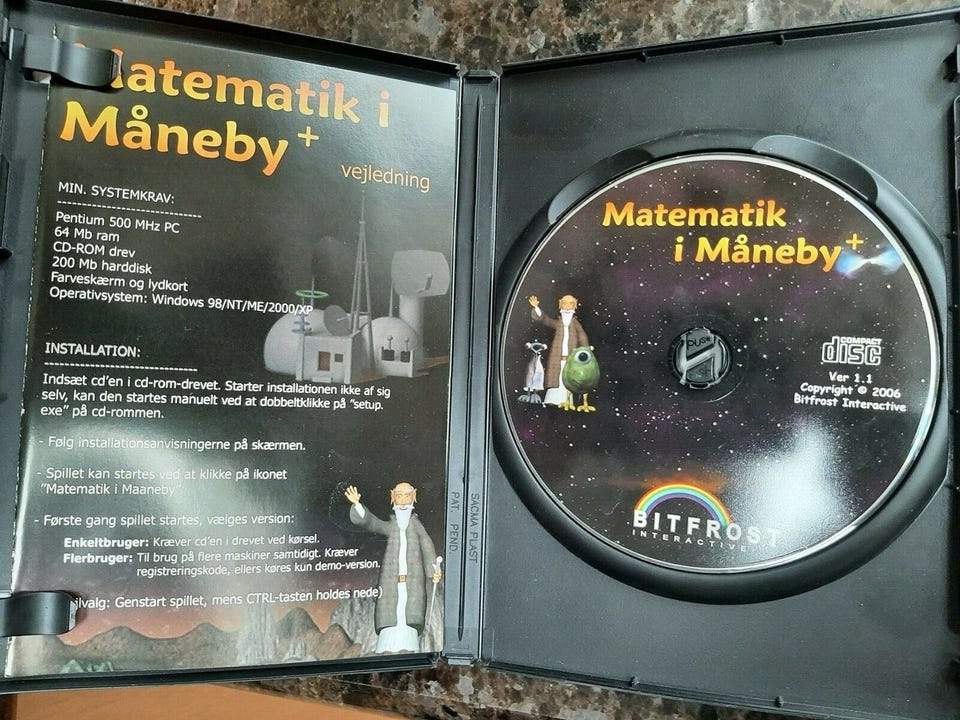 Matematik i
Måneby+
vejledning
MIN. SYSTEMKRAV:
Pentium 500 MHz PC
64 Mb ram
CD-ROM drev
200 Mb harddisk
Farveskærm og lydkort
Operativsystem: Windows 98/NT/ME/2000/XP
INSTALLATION:
Indsæt cd'en i cd-rom-drevet. Starter installationen ikke af sig
selv, kan den startes manuelt ved at dobbeltklikke på "setup.
exe" på cd-rommen.
- Følg installationsanvisningerne på skærmen.
- Spillet kan startes ved at klikke på ikonet
"Matematik i Maaneby"
- Første gang spillet startes, vælges version:
Enkeltbruger: Kræver cd'en i drevet ved kørsel.
Flerbruger: Til brug på flere maskiner samtidigt. Kræver
registreringskode, ellers køres kun demo-version.
ilvalg: Genstart spillet, mens CTRL-tasten holdes nede)
SACMA PLAST
PAT. PEND.
Matematik
i Måneby+
PUSH
COMPACT
disc
Ver 1.1
Copyright © 2006
Bitfrost Interactive
BITFROST
INTERACTIVE